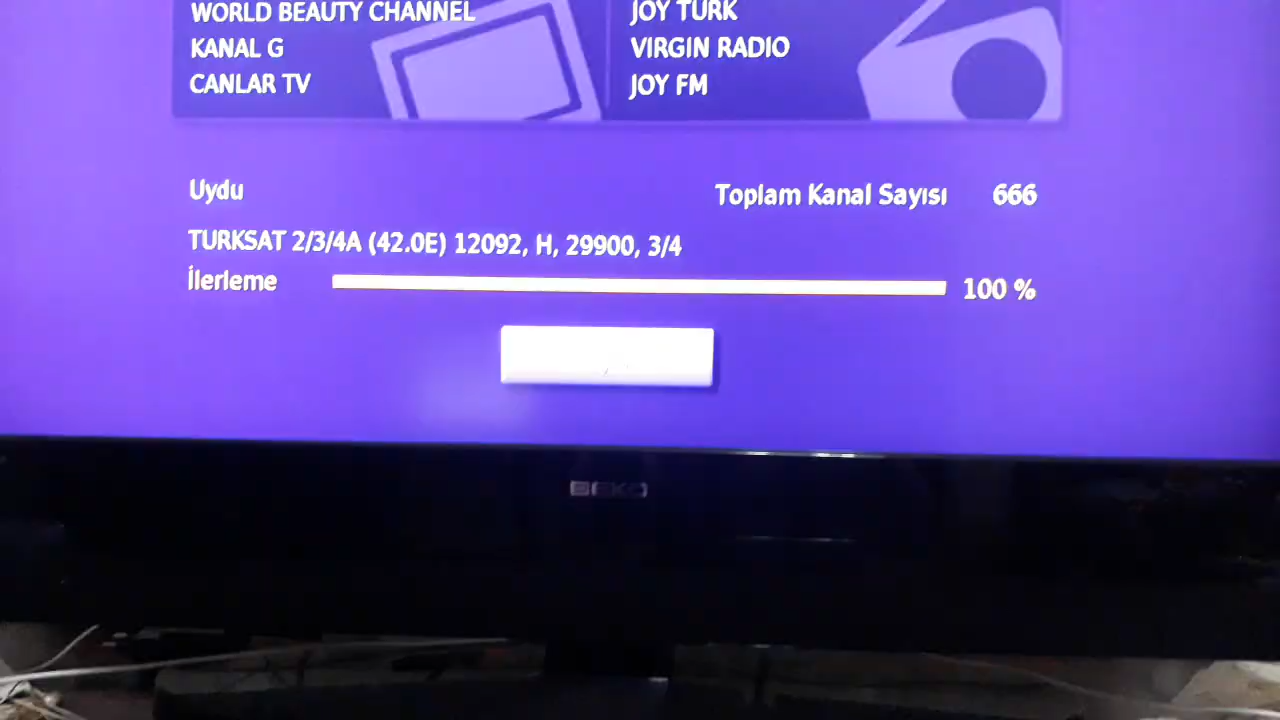 WORLD BEAUTY CHANNEL
KANAL G
CANLAR TV
JOY TURK
VIRGIN RADIO
JOY FM
Uydu
Toplam Kanal Sayısı 666
TURKSAT 2/3/4A (42.0E) 12092, H, 29900, 3/4
İlerleme 100 %
BEKO